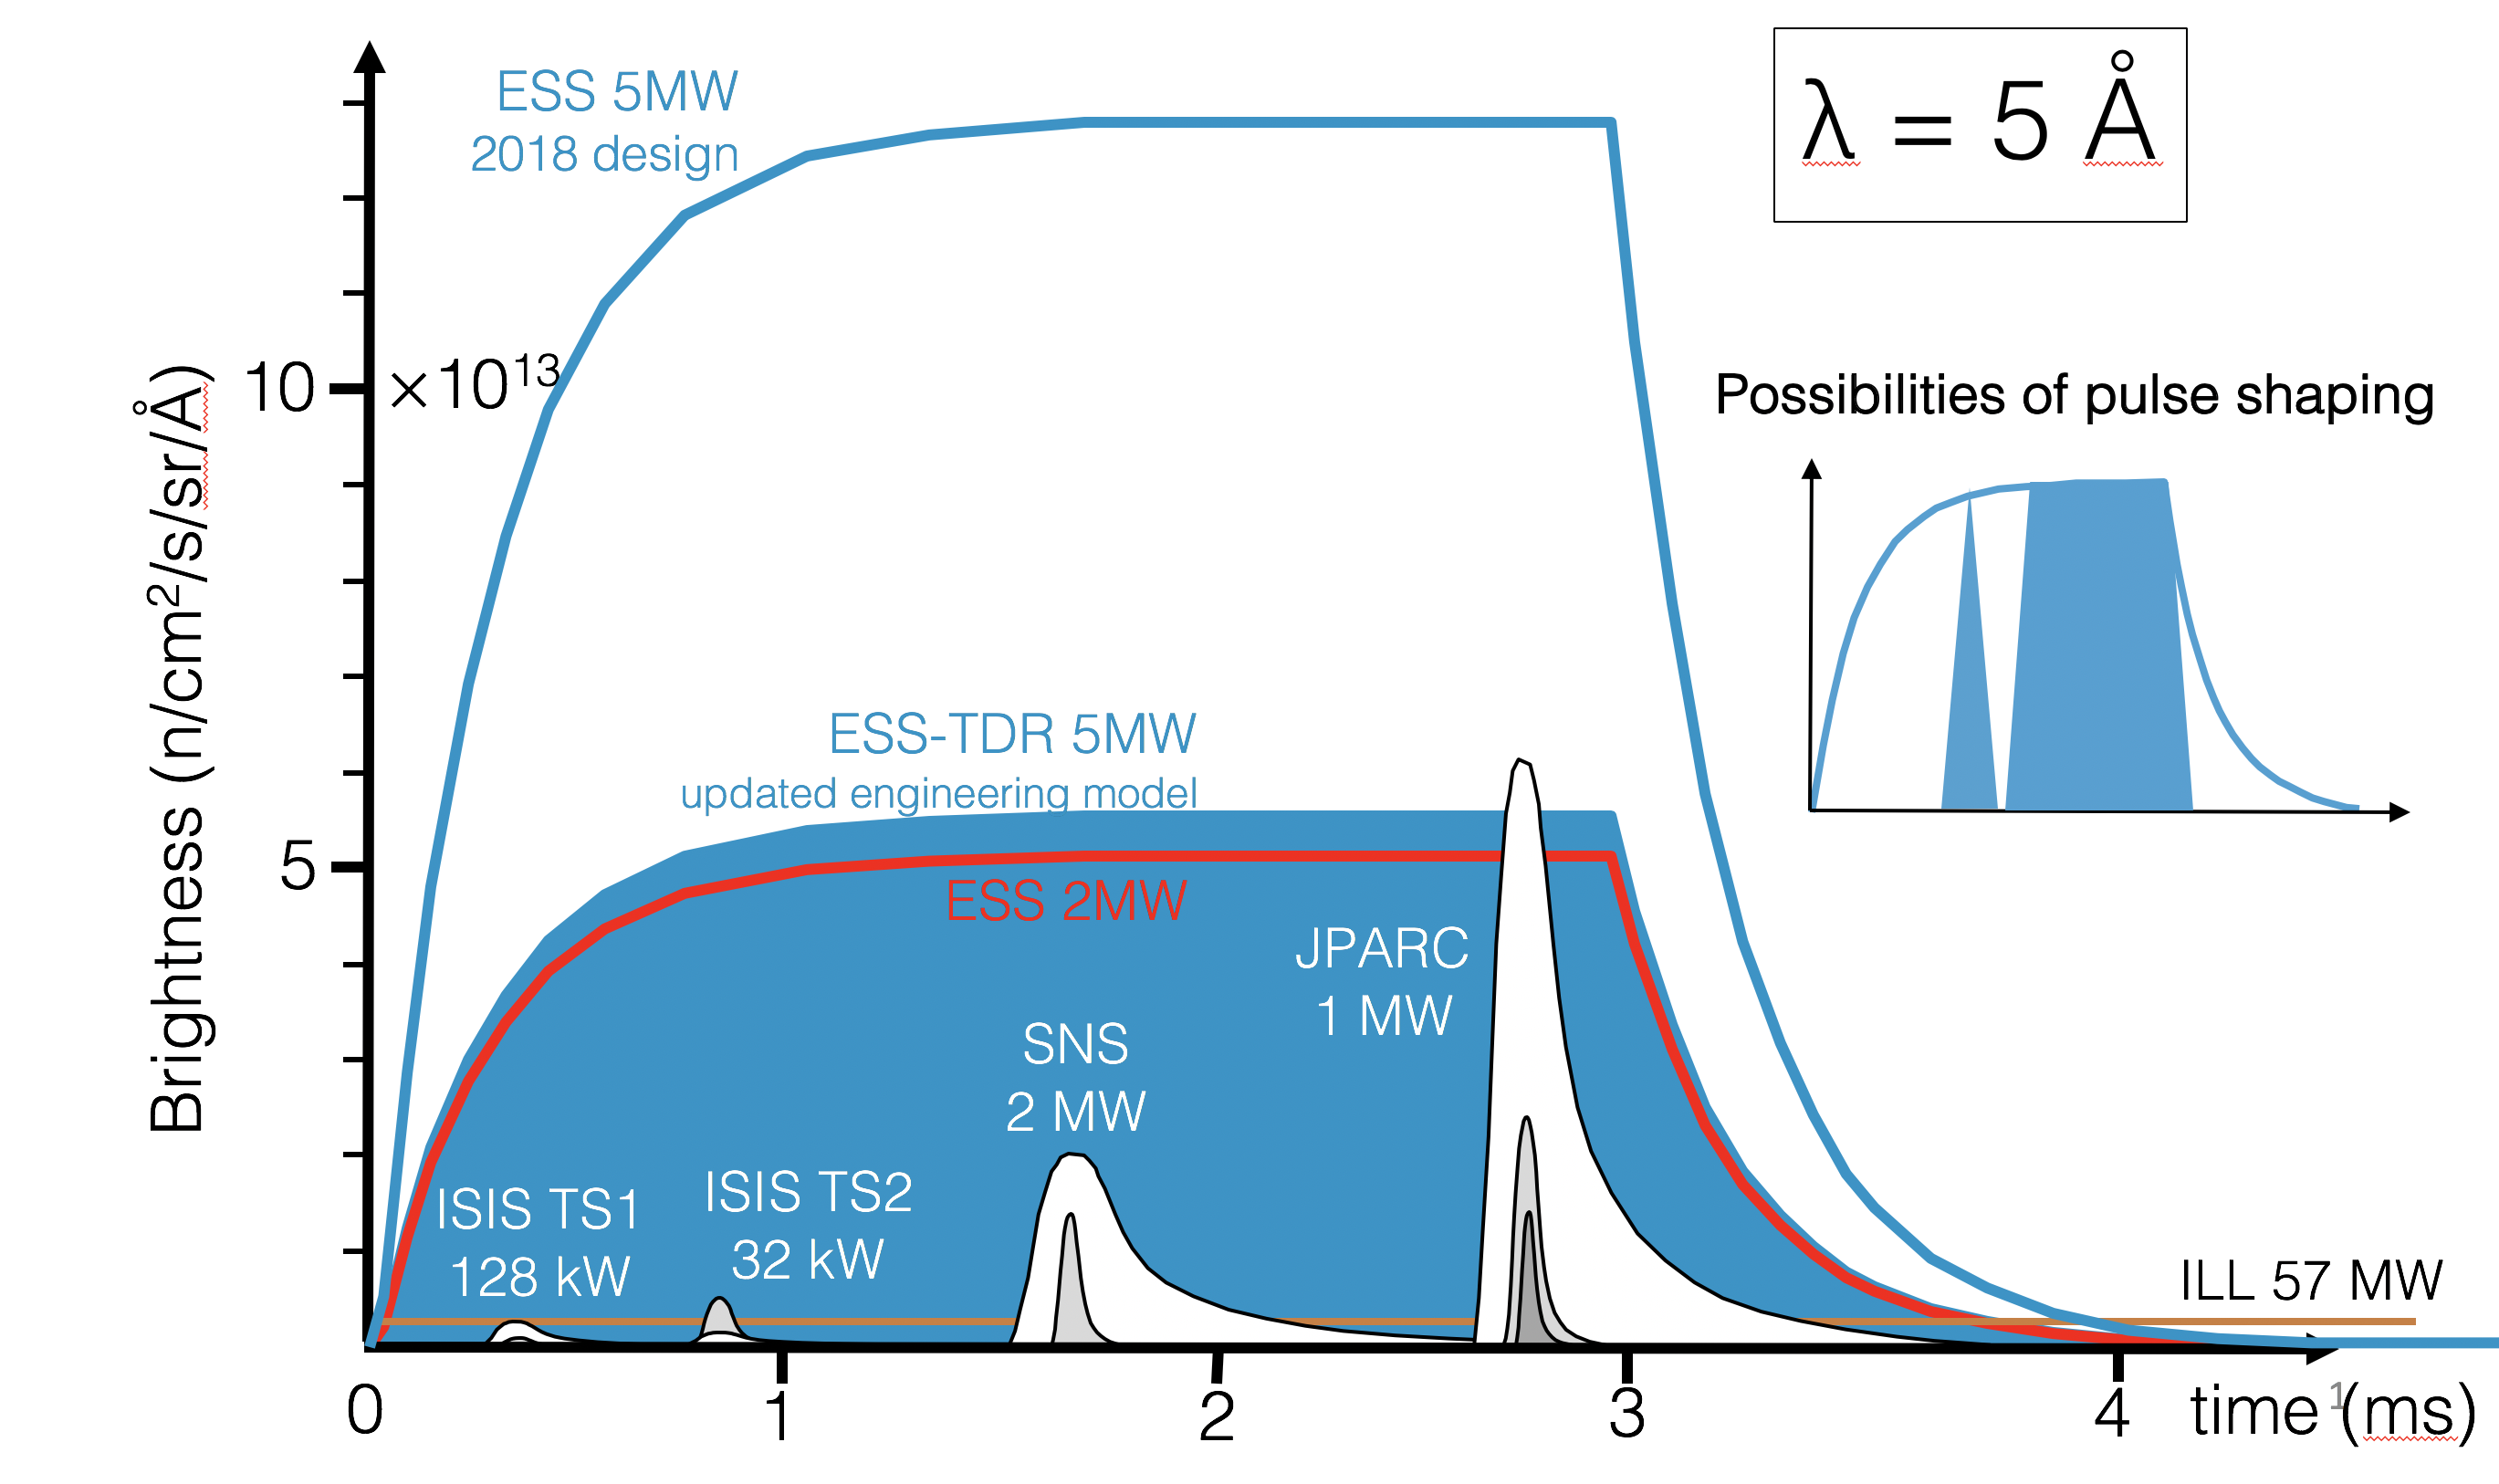 ESS 5MW
2018 design
λ = 5 Å
Brightness (n/cm²/s/sr/Å)
10
×10¹³
Possibilities of pulse shaping
ESS-TDR 5MW
updated engineering model
5
ESS 2MW
JPARC
1 MW
SNS
2 MW
ISIS TS1
128 kW
ISIS TS2
32 kW
ILL 57 MW
0
1
2
3
4
time (ms)
1